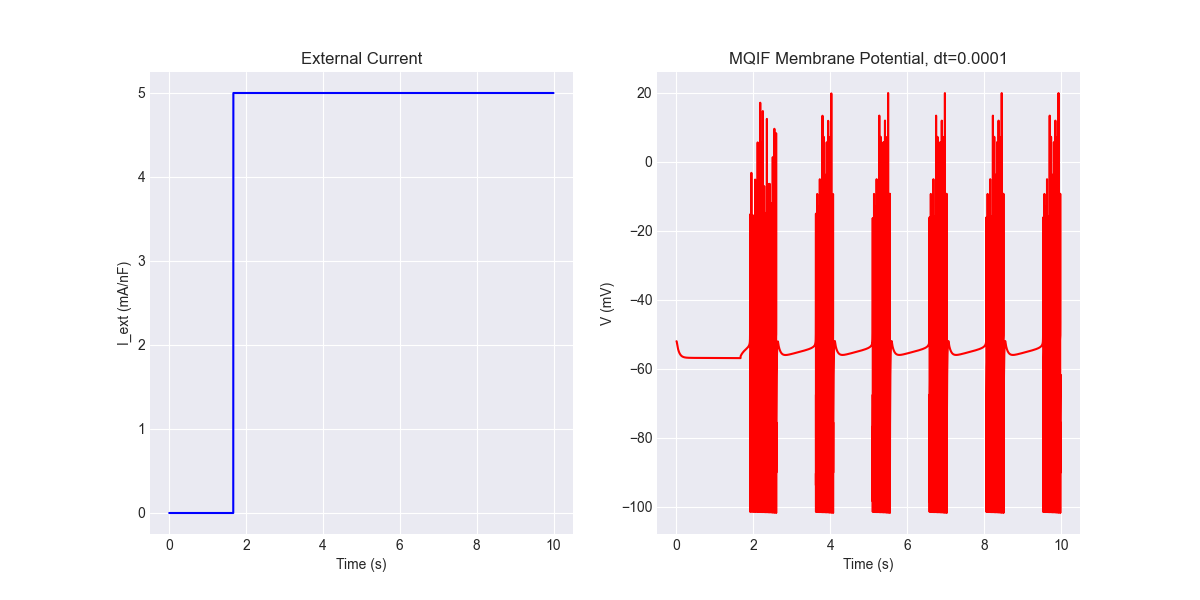 External Current
5
4
3
2
1
0
I_ext (mA/nF)
0 2 4 6 8 10
Time (s)
MQIF Membrane Potential, dt=0.0001
20
0
−20
−40
−60
−80
−100
V (mV)
0 2 4 6 8 10
Time (s)